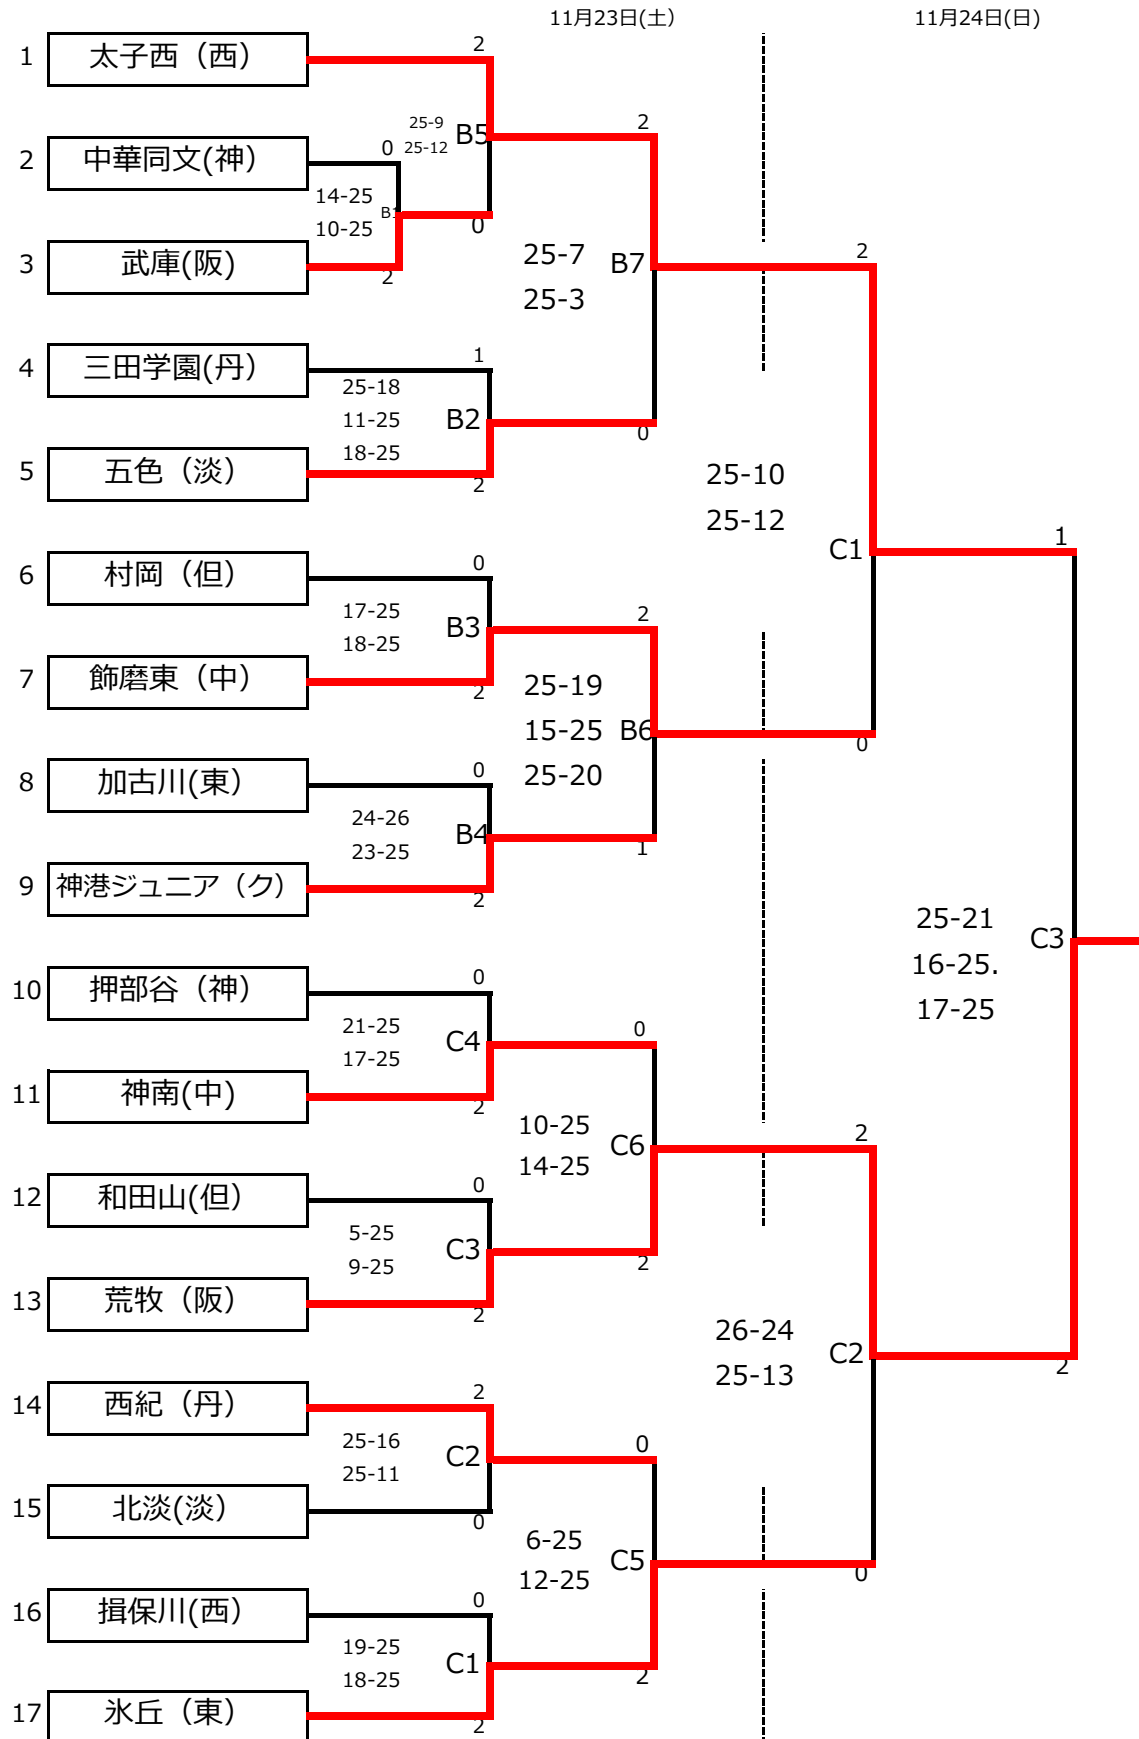 11月23日(土)
11月24日(日)
1
太子西（西）
2
25-9
25-12
B5
2
2
中華同文(神）
0
14-25
10-25
B1
0
3
武庫(阪）
2
25-7
25-3
B7
2
4
三田学園(丹）
1
25-18
11-25
18-25
B2
0
5
五色（淡）
2
25-10
25-12
C1
1
6
村岡（但）
0
17-25
18-25
B3
2
7
飾磨東（中）
2
25-19
15-25
25-20
B6
0
8
加古川(東）
0
24-26
23-25
B4
1
9
神港ジュニア（ク）
2
25-21
16-25.
17-25
C3
10
押部谷（神）
0
21-25
17-25
C4
0
11
神南(中)
2
10-25
14-25
C6
2
12
和田山(但）
0
5-25
9-25
C3
2
13
荒牧（阪）
2
26-24
25-13
C2
2
14
西紀（丹）
2
25-16
25-11
C2
0
15
北淡(淡）
0
6-25
12-25
C5
0
16
揖保川(西）
0
19-25
18-25
C1
2
17
氷丘（東）
2